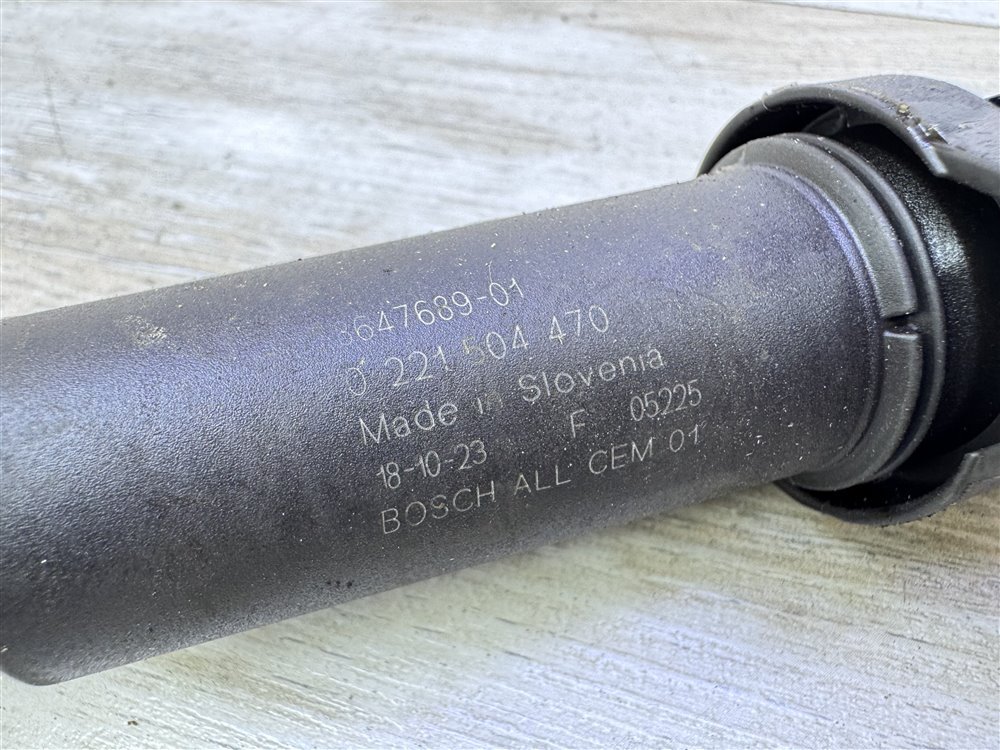 8647689-01
0 221 504 470
Made in Slovenia
18-10-23 F 05225
BOSCH ALL CEM 01